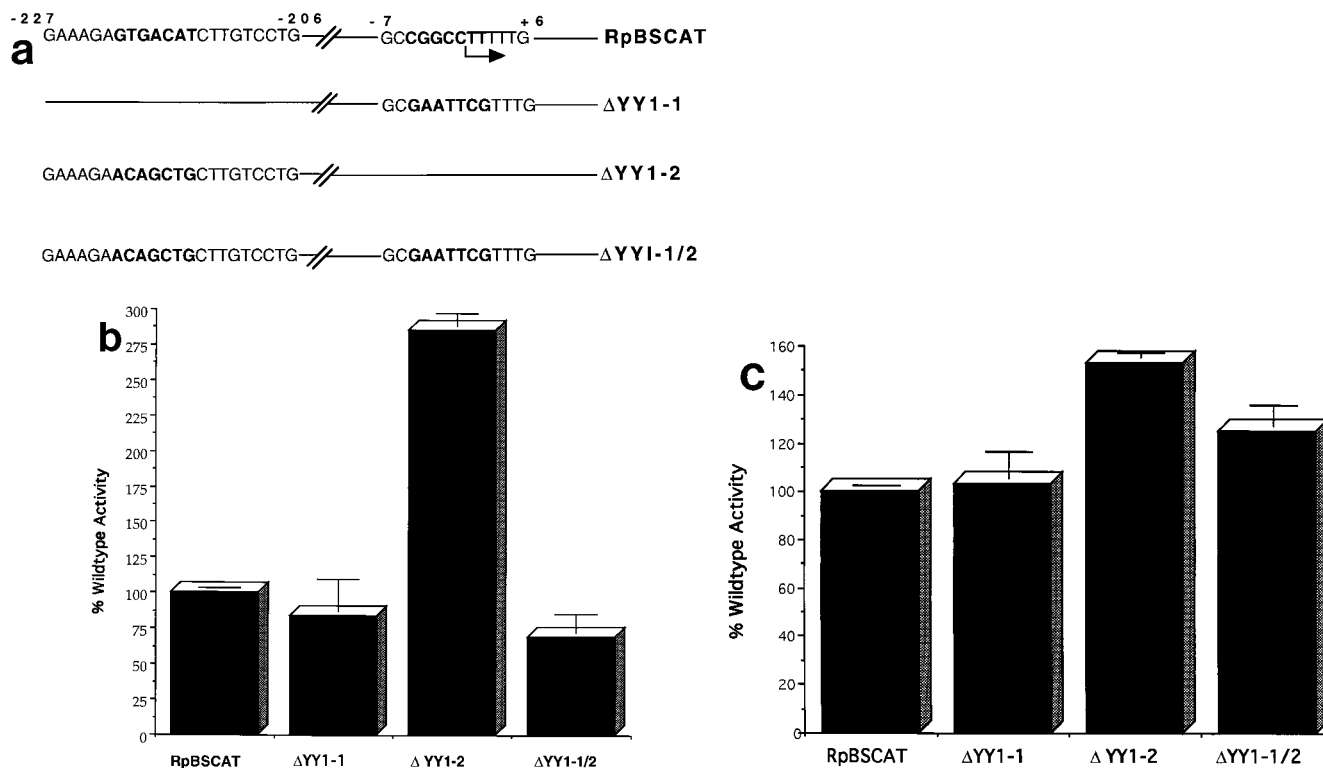 -227 -206 -7 +6
a GAAAGAGTGACATCTTGTCCTG GCCGGCCTTTTTG RpBSCAT
GCGAATTCGTTTG ΔYY1-1
GAAAGAACAGCTGCTTGTCCTG ΔYY1-2
GAAAGAACAGCTGCTTGTCCTG GCGAATTCGTTTG ΔYYI-1/2
b
% Wildtype Activity
300
275
250
225
200
175
150
125
100
75
50
25
0
RpBSCAT ΔYY1-1 Δ YY1-2 ΔYY1-1/2
c
% Wildtype Activity
160
140
120
100
80
60
40
20
0
RpBSCAT ΔYY1-1 Δ YY1-2 ΔYY1-1/2